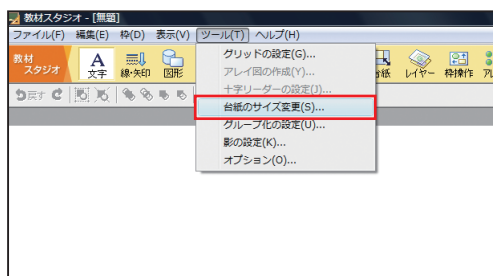 教材スタジオ - [無題]
ファイル(F) 編集(E) 枠(D) 表示(V) ツール(T) ヘルプ(H)
教材
スタジオ
A
文字 線・矢印 図形 台紙 レイヤー 枠操作
戻す
グリッドの設定(G)...
アレイ図の作成(Y)...
十字リーダーの設定(J)...
台紙のサイズ変更(S)...
グループ化の設定(U)...
影の設定(K)...
オプション(O)...